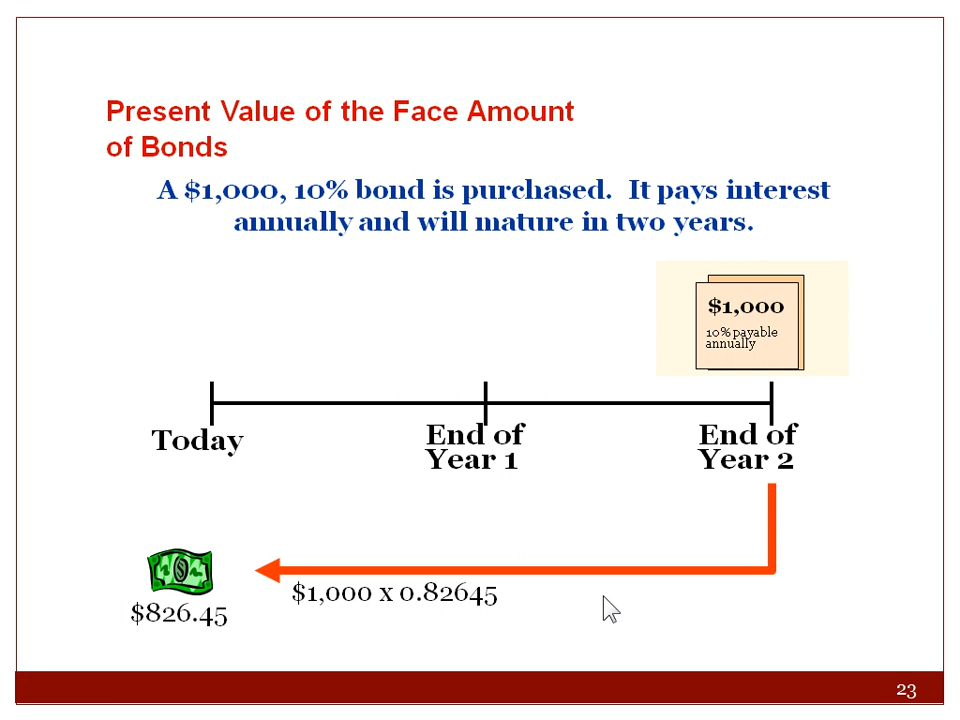 Present Value of the Face Amount
of Bonds
A $1,000, 10% bond is purchased.  It pays interest
annually and will mature in two years.
$1,000
10% payable
annually
Today
End of
Year 1
End of
Year 2
$1,000 x 0.82645
$826.45
23